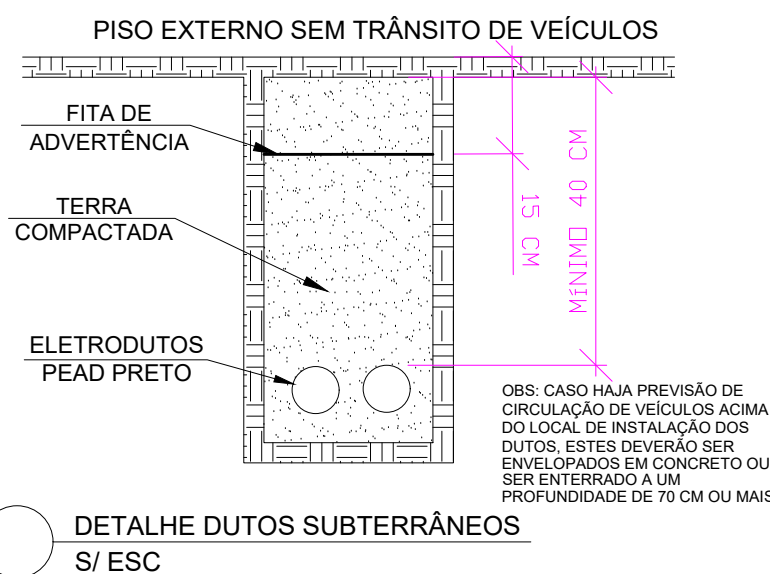 PISO EXTERNO SEM TRÂNSITO DE VEÍCULOS
FITA DE
ADVERTÊNCIA
TERRA
COMPACTADA
ELETRODUTOS
PEAD PRETO
15 CM
MíNIMO 40 CM
OBS: CASO HAJA PREVISÃO DE
CIRCULAÇÃO DE VEÍCULOS ACIMA
DO LOCAL DE INSTALAÇÃO DOS
DUTOS, ESTES DEVERÃO SER
ENVELOPADOS EM CONCRETO OU
SER ENTERRADO A UM
PROFUNDIDADE DE 70 CM OU MAIS
DETALHE DUTOS SUBTERRÂNEOS
S/ ESC